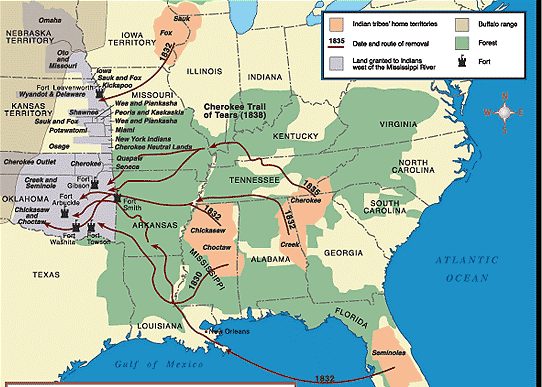 Omaha
NEBRASKA
TERRITORY
Oto and
Missouri
IOWA
TERRITORY
Sauk
Fox
1832
Iowa
Sauk and Fox
Kickapoo
Fort Leavenworth
Wyandot & Delaware
MISSOURI
KANSAS
TERRITORY
Shawnee
Wea and Piankasha
Peoria and Kaskaskia
Sauk and Fox
Wea and Piankasha
Potawatomi
Miami
New York Indians
Osage
Cherokee Neutral Lands
Cherokee Outlet
Cherokee
Quapaw
Seneca
Creek and
Seminole
Fort
Gibson
OKLAHOMA
Fort
Arbuckle
Fort
Smith
Chickasaw
and
Choctaw
Fort
Washita
Fort
Towson
ARKANSAS
TEXAS
LOUISIANA
New Orleans
Gulf of Mexico
ILLINOIS
INDIANA
Cherokee Trail
of Tears (1838)
KENTUCKY
VIRGINIA
NORTH
CAROLINA
TENNESSEE
1835
Cherokee
SOUTH
CAROLINA
1832
Chickasaw
Choctaw
MISSISSIPPI
1830
1832
Creek
ALABAMA
GEORGIA
FLORIDA
Seminoles
1832
ATLANTIC
OCEAN
N
W
E
S
Indian tribes' home territories
1835
Date and route of removal
Land granted to Indians
west of the Mississippi River
Buffalo range
Forest
Fort